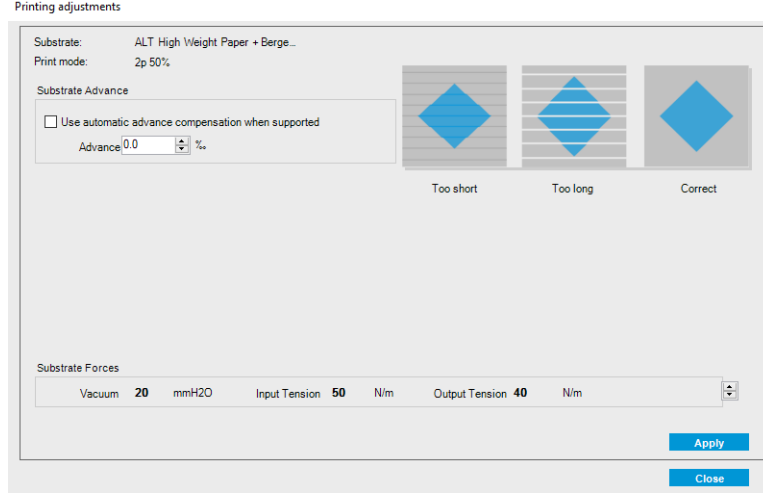 Printing adjustments
Substrate: ALT High Weight Paper + Berge...
Print mode: 2p 50%
Substrate Advance
Use automatic advance compensation when supported
Advance 0.0 ‰
Too short Too long Correct
Substrate Forces
Vacuum 20 mmH2O Input Tension 50 N/m Output Tension 40 N/m
Apply
Close